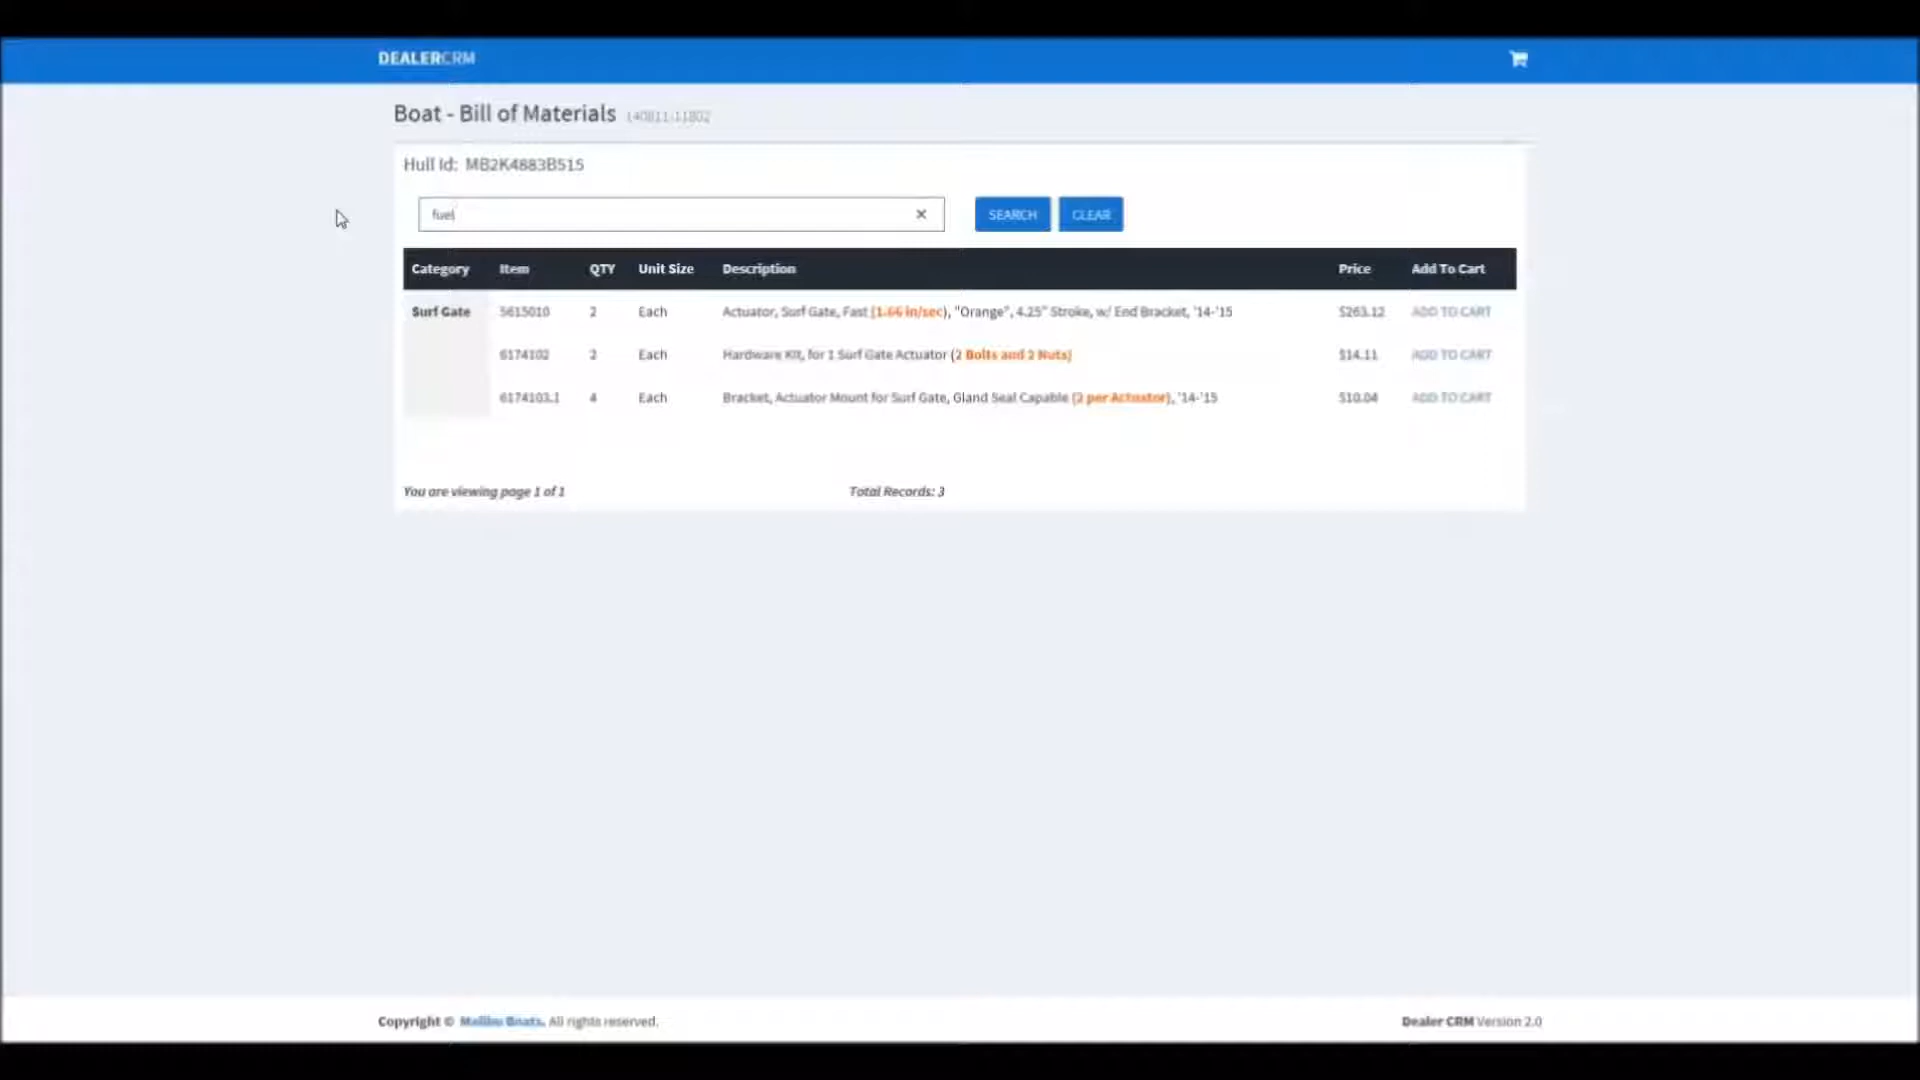 DEALERCRM
Boat - Bill of Materials 140811-11802
Hull Id: MB2K4883B515
fuel ✕ SEARCH CLEAR
Category Item QTY Unit Size Description Price Add To Cart
Surf Gate 5615010 2 Each Actuator, Surf Gate, Fast (1.66 in/sec), "Orange", 4.25" Stroke, w/ End Bracket, '14-'15 $263.12 ADD TO CART
6174102 2 Each Hardware Kit, for 1 Surf Gate Actuator (2 Bolts and 2 Nuts) $14.11 ADD TO CART
6174103.1 4 Each Bracket, Actuator Mount for Surf Gate, Gland Seal Capable (2 per Actuator), '14-'15 $10.04 ADD TO CART
You are viewing page 1 of 1 Total Records: 3
Copyright © Malibu Boats. All rights reserved. Dealer CRM Version 2.0